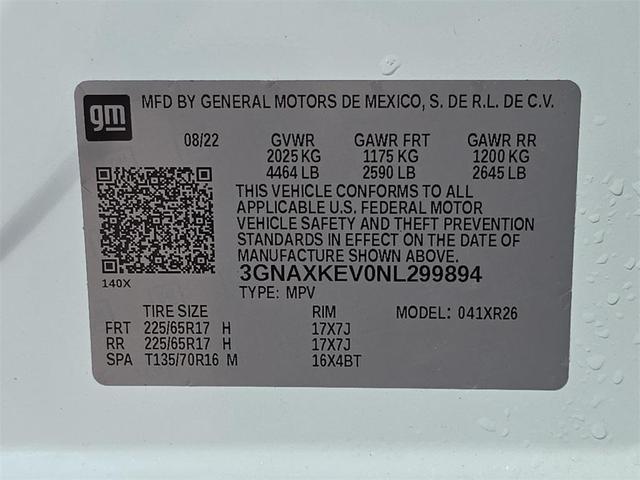 gm
MFD BY GENERAL MOTORS DE MEXICO, S. DE R.L. DE C.V.
08/22 GVWR GAWR FRT GAWR RR
2025 KG 1175 KG 1200 KG
4464 LB 2590 LB 2645 LB
THIS VEHICLE CONFORMS TO ALL
APPLICABLE U.S. FEDERAL MOTOR
VEHICLE SAFETY AND THEFT PREVENTION
STANDARDS IN EFFECT ON THE DATE OF
MANUFACTURE SHOWN ABOVE.
3GNAXKEV0NL299894
140X
TYPE: MPV
TIRE SIZE RIM MODEL: 041XR26
FRT 225/65R17 H 17X7J
RR 225/65R17 H 17X7J
SPA T135/70R16 M 16X4BT